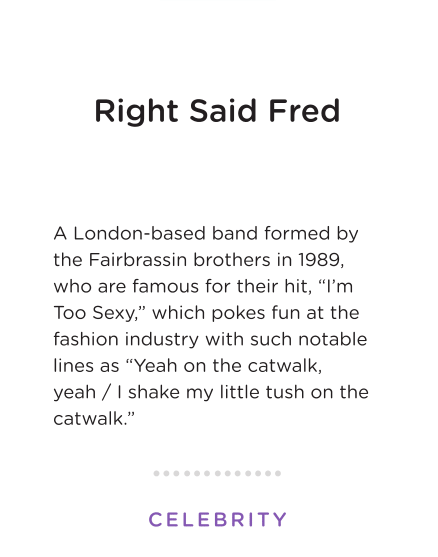 Right Said Fred
A London-based band formed by
the Fairbrassin brothers in 1989,
who are famous for their hit, “I’m
Too Sexy,” which pokes fun at the
fashion industry with such notable
lines as “Yeah on the catwalk,
yeah / I shake my little tush on the
catwalk.”
CELEBRITY